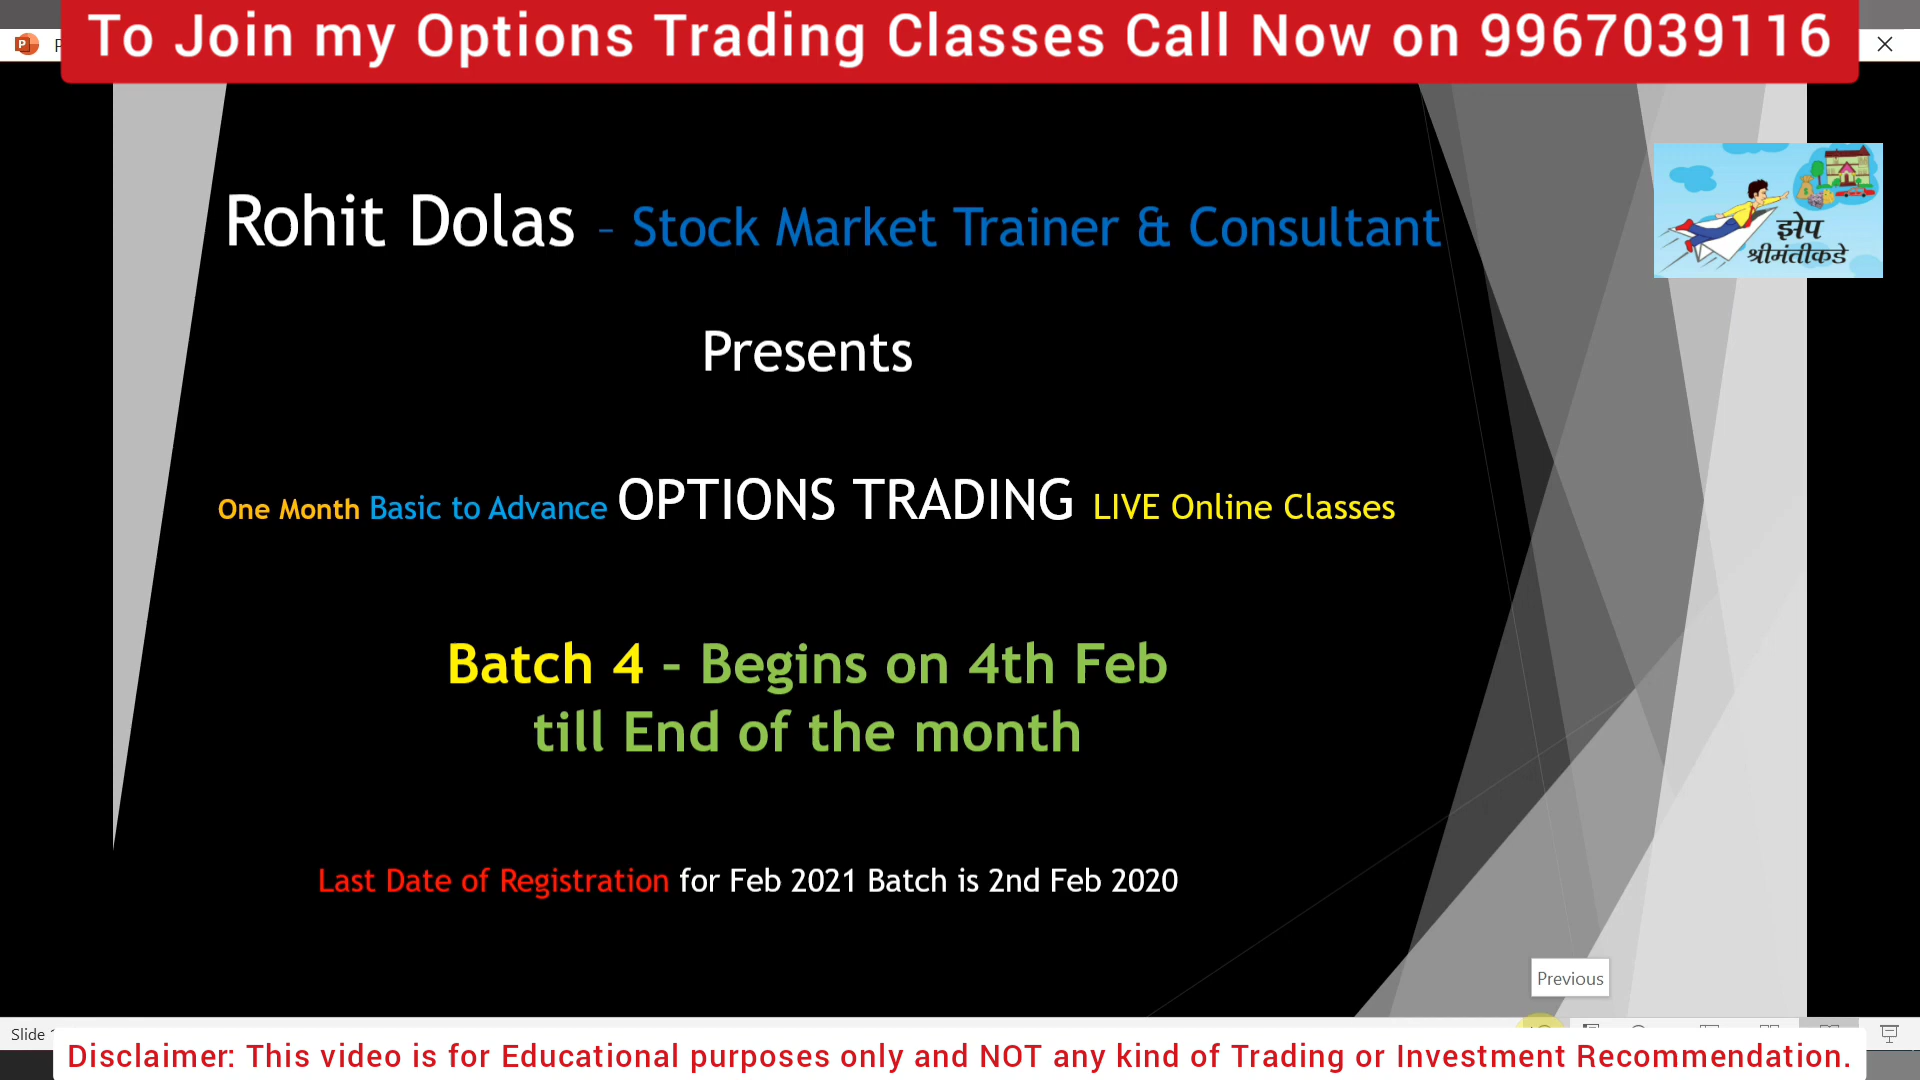 To Join my Options Trading Classes Call Now on 9967039116
Rohit Dolas – Stock Market Trainer & Consultant
झेप
श्रीमंतीकडे
Presents
One Month Basic to Advance OPTIONS TRADING LIVE Online Classes
Batch 4 – Begins on 4th Feb
till End of the month
Last Date of Registration for Feb 2021 Batch is 2nd Feb 2020
Previous
Slide
Disclaimer: This video is for Educational purposes only and NOT any kind of Trading or Investment Recommendation.